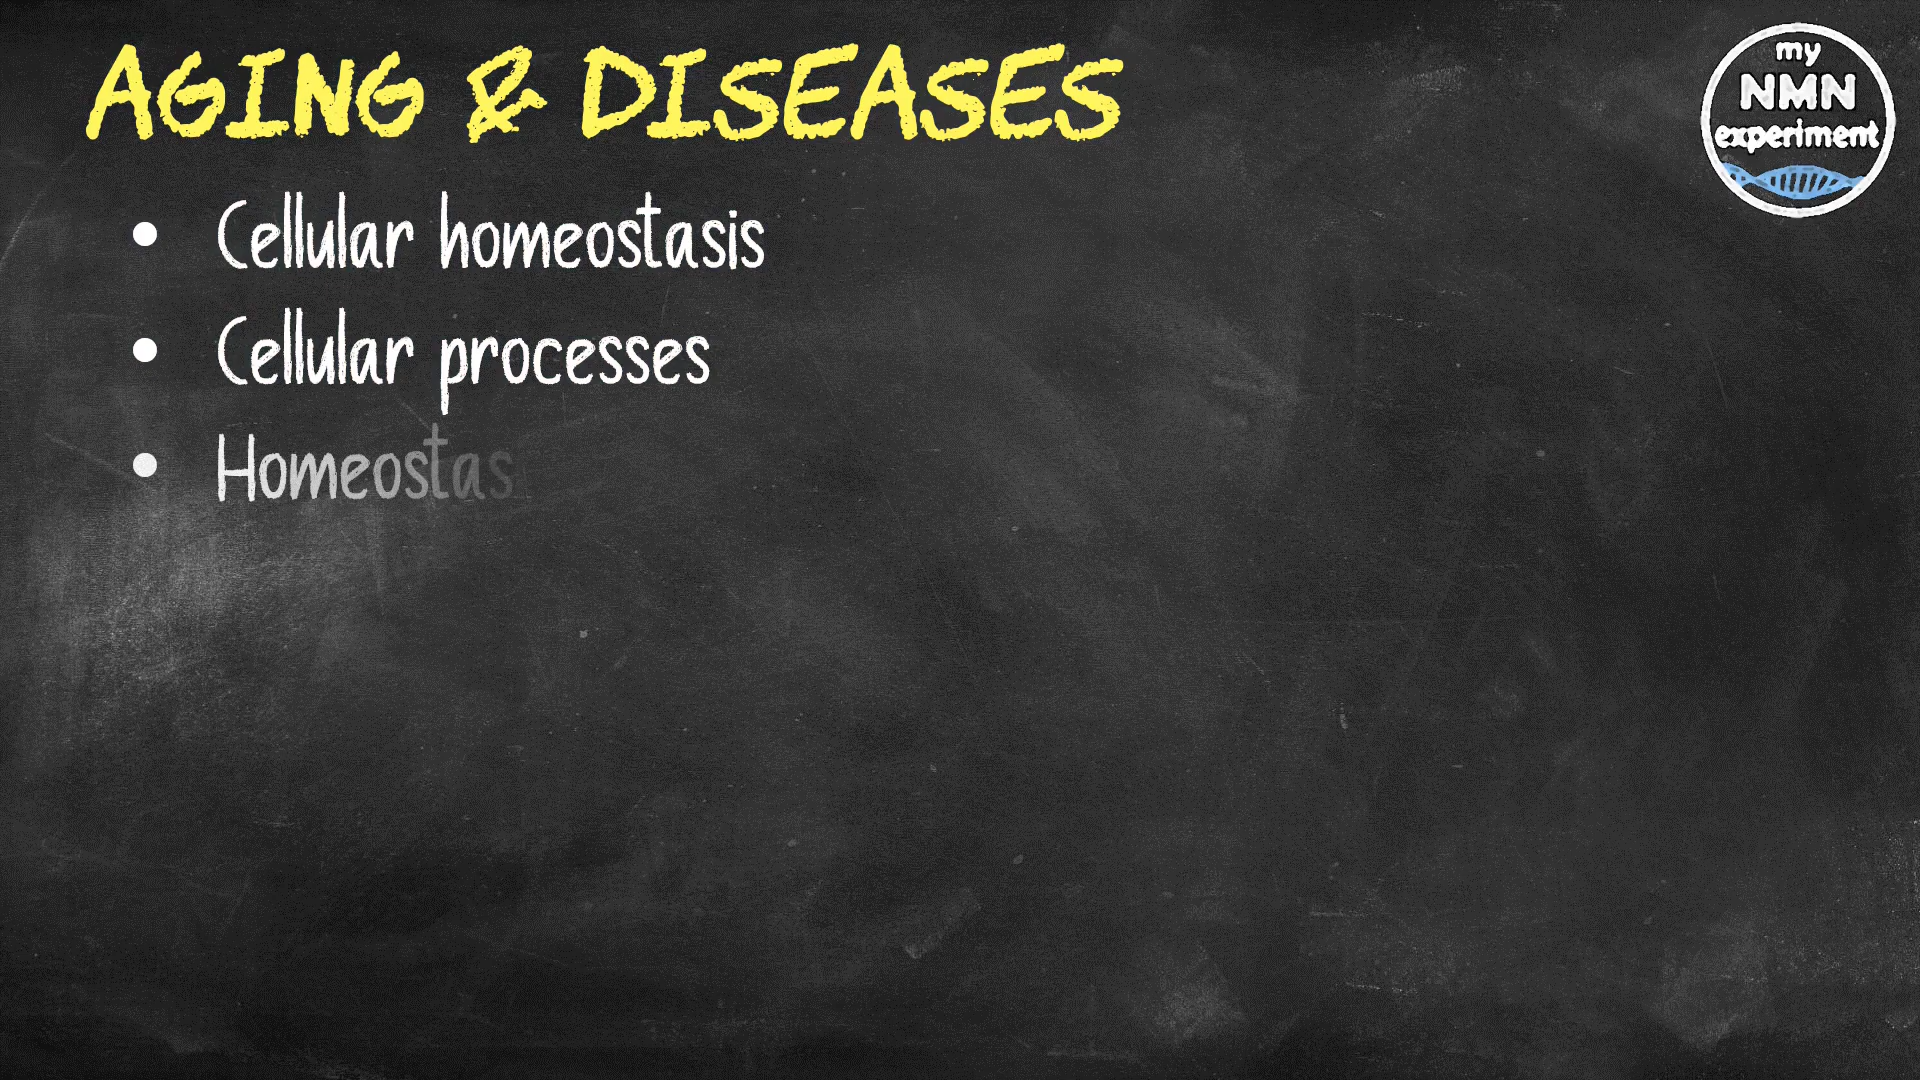 AGING & DISEASES
my
NMN
experiment
• Cellular homeostasis
• Cellular processes
• Homeostas